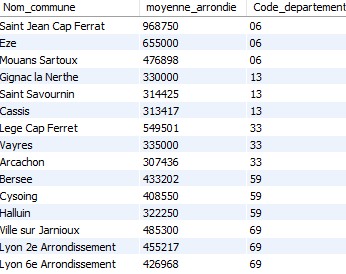 Nom_commune moyenne_arrondie Code_departement
Saint Jean Cap Ferrat 968750 06
Eze 655000 06
Mouans Sartoux 476898 06
Gignac la Nerthe 330000 13
Saint Savournin 314425 13
Cassis 313417 13
Lege Cap Ferret 549501 33
Vayres 335000 33
Arcachon 307436 33
Bersee 433202 59
Cysoing 408550 59
Halluin 322250 59
Ville sur Jarnioux 485300 69
Lyon 2e Arrondissement 455217 69
Lyon 6e Arrondissement 426968 69